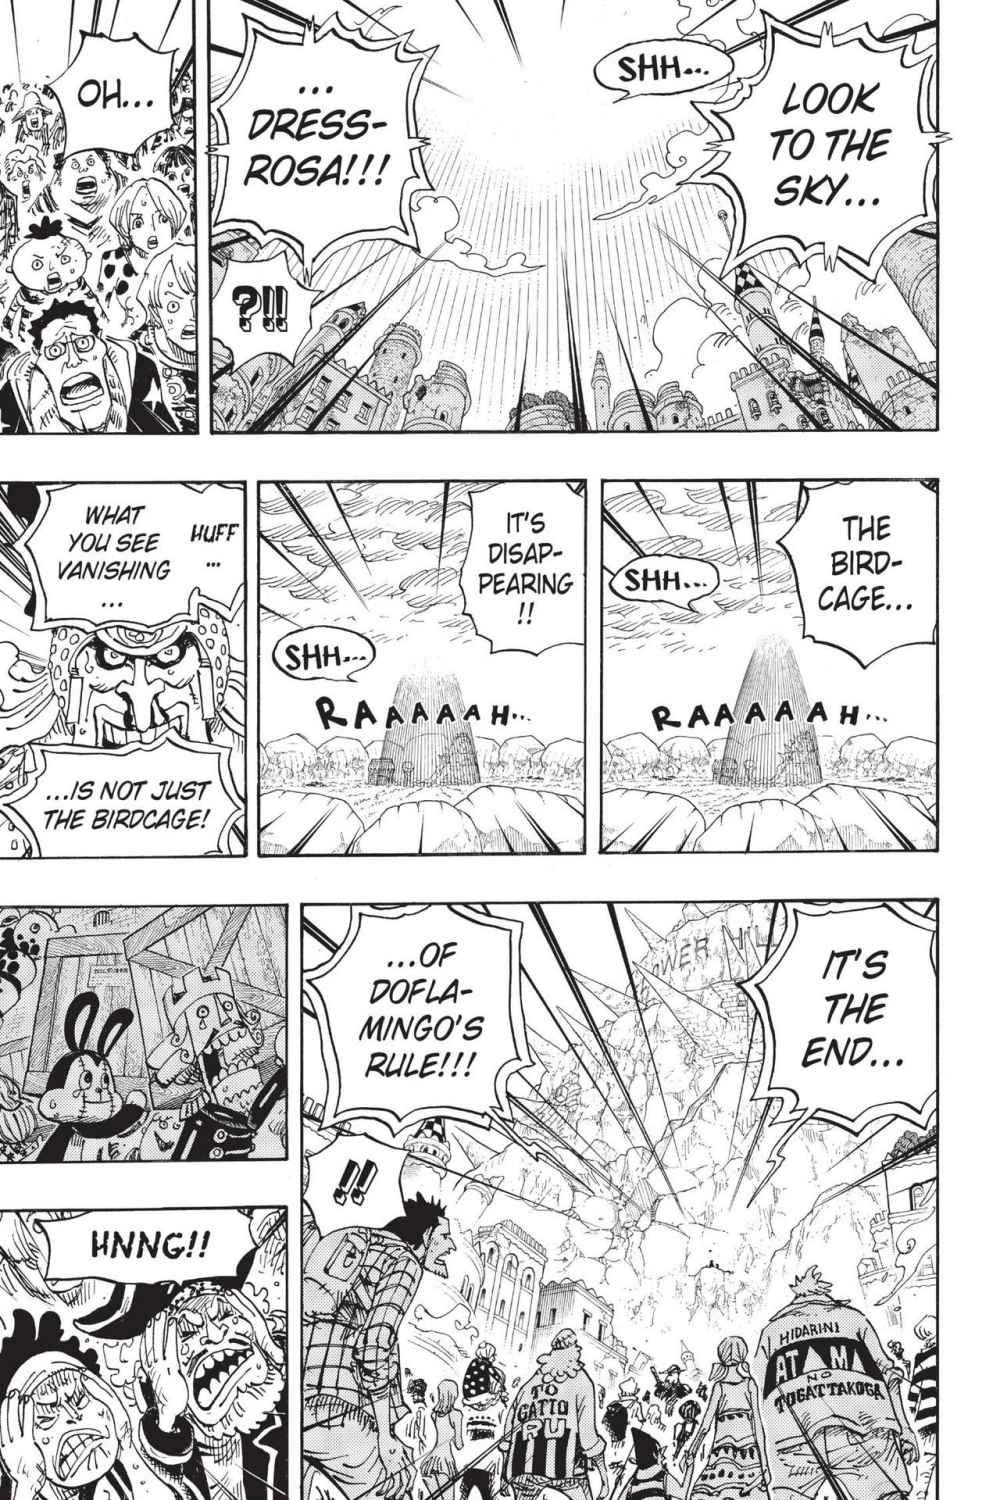 LOOK
TO THE
SKY...
SHH...
...
DRESS-
ROSA!!!
?!!
OH...
THE
BIRD-
CAGE...
SHH...
RAAAAAH...
IT'S
DISAP-
PEARING
!!
SHH...
RAAAAAH...
HUFF
...
WHAT
YOU SEE
VANISHING
...
...IS NOT JUST
THE BIRDCAGE!
IT'S
THE
END...
...OF
DOFLA-
MINGO'S
RULE!!!
!!
HIDARINI
ATAMA
NO
TOGATTAKOGA
TO
GATTO
RU
HNNG!!